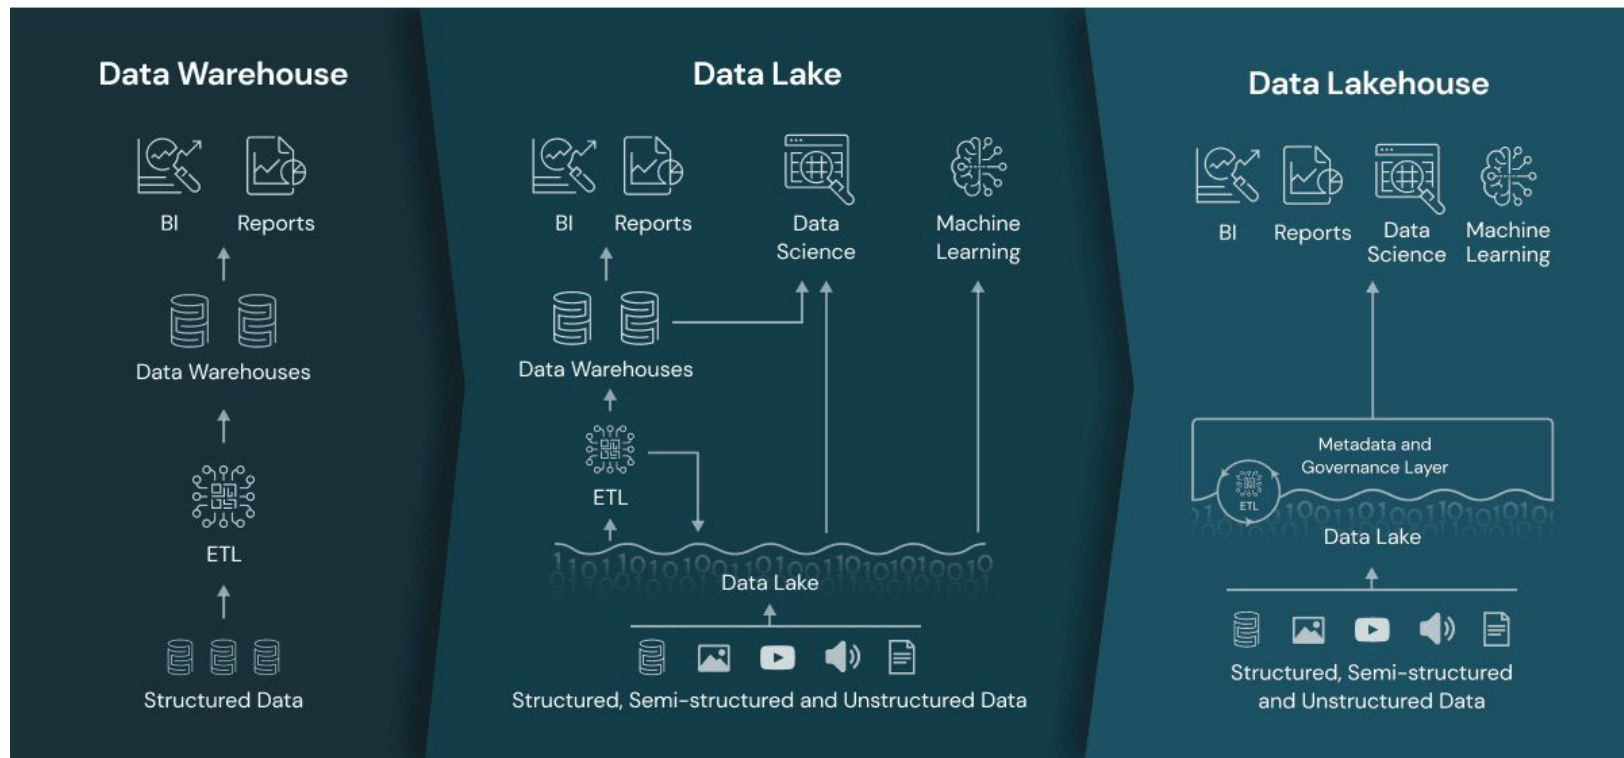 Data Warehouse
BI
Reports
Data Warehouses
ETL
Structured Data
Data Lake
BI
Reports
Data
Science
Machine
Learning
Data Warehouses
ETL
Data Lake
Structured, Semi-structured and Unstructured Data
Data Lakehouse
BI
Reports
Data
Science
Machine
Learning
Metadata and
Governance Layer
ETL
Data Lake
Structured, Semi-structured
and Unstructured Data